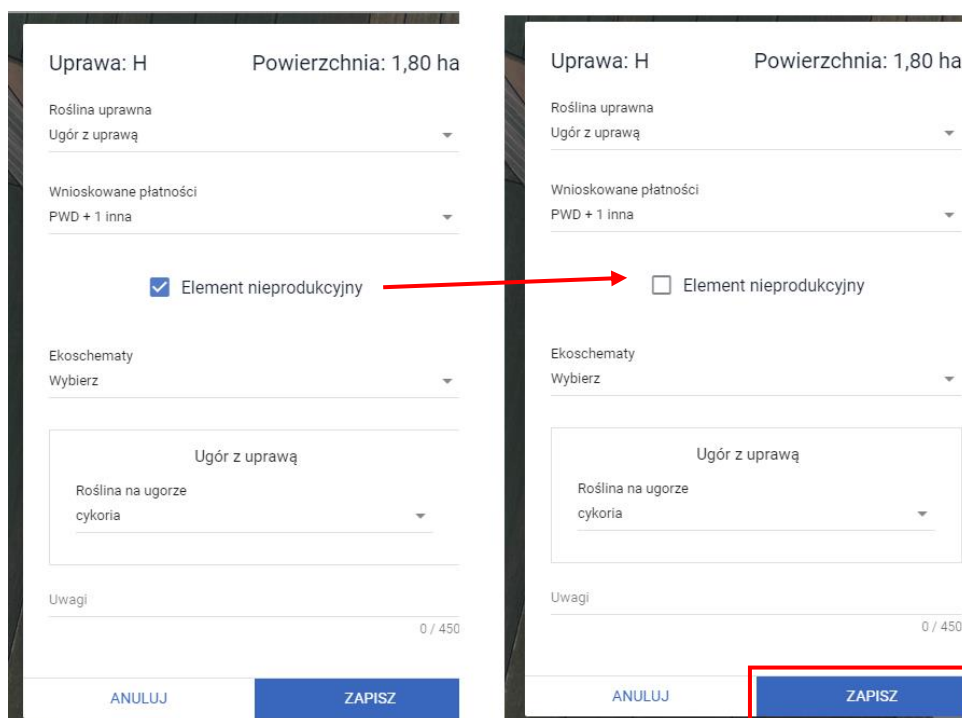 Uprawa: H Powierzchnia: 1,80 ha
Roślina uprawna
Ugór z uprawą
Wnioskowane płatności
PWD + 1 inna
Element nieprodukcyjny
Ekoschematy
Wybierz
Ugór z uprawą
Roślina na ugorze
cykoria
Uwagi
0 / 450
ANULUJ ZAPISZ
Uprawa: H Powierzchnia: 1,80 ha
Roślina uprawna
Ugór z uprawą
Wnioskowane płatności
PWD + 1 inna
Element nieprodukcyjny
Ekoschematy
Wybierz
Ugór z uprawą
Roślina na ugorze
cykoria
Uwagi
0 / 450
ANULUJ ZAPISZ